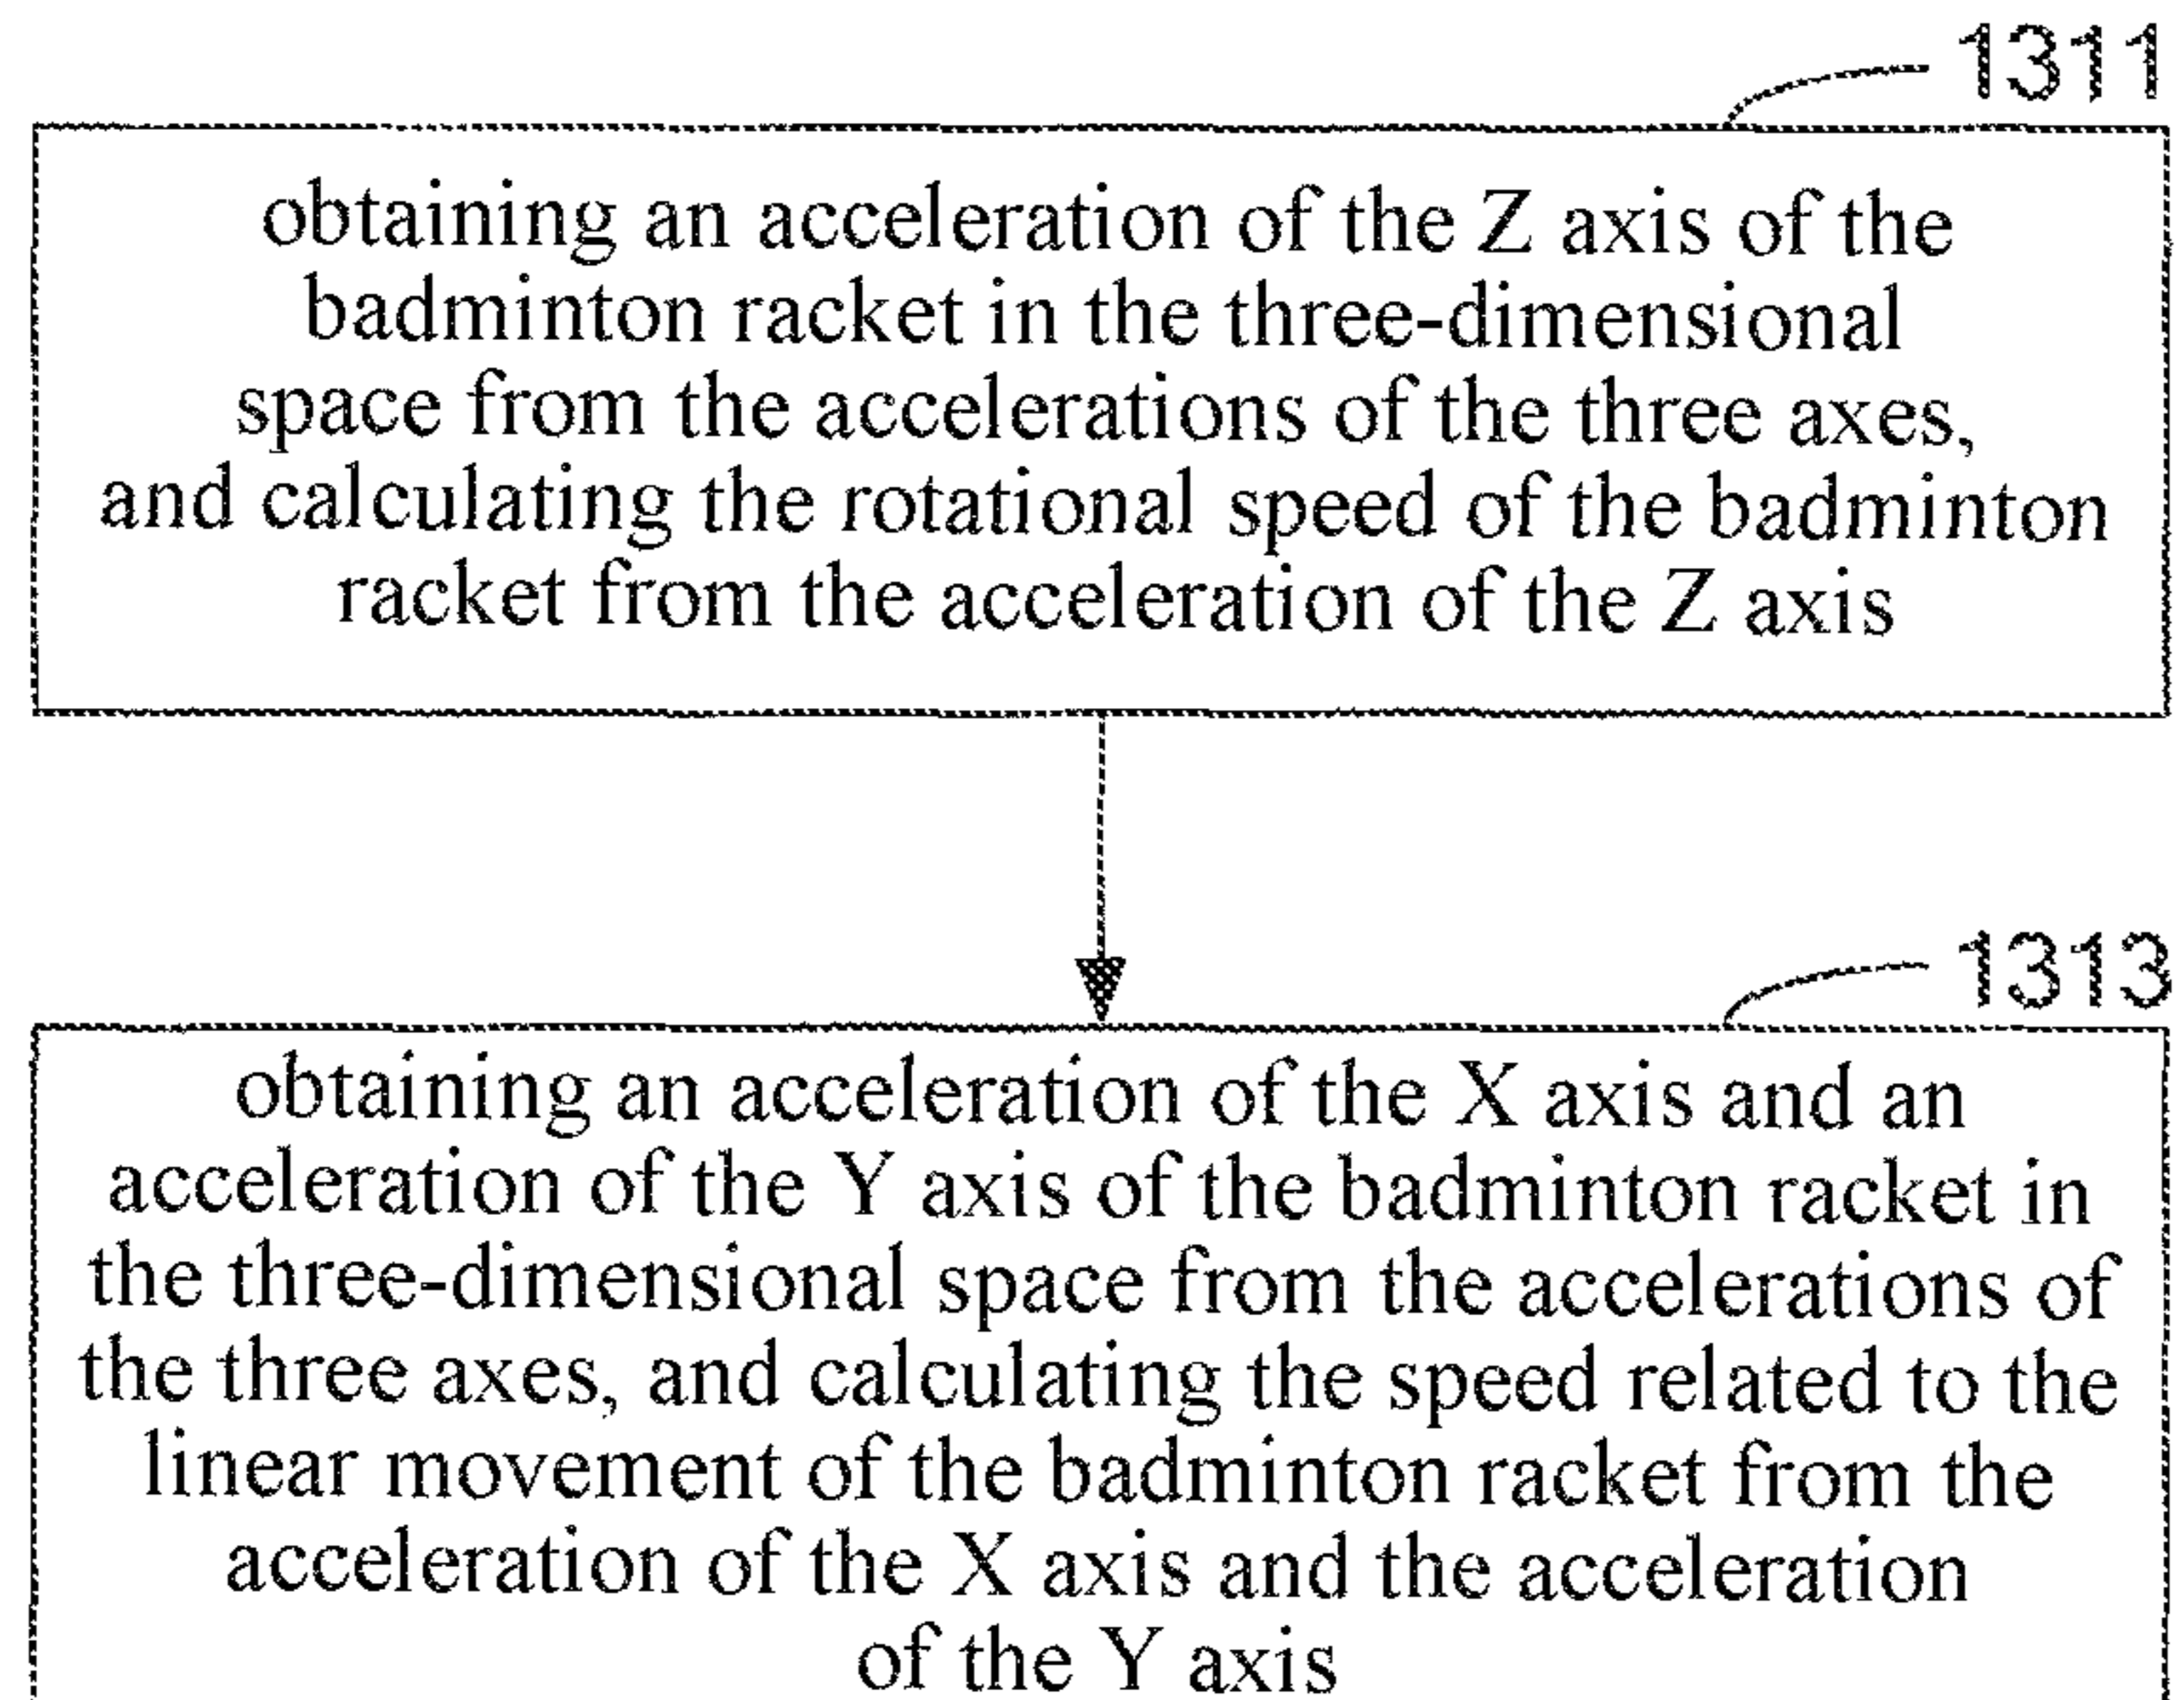 1311
obtaining an acceleration of the Z axis of the
badminton racket in the three-dimensional
space from the accelerations of the three axes,
and calculating the rotational speed of the badminton
racket from the acceleration of the Z axis
1313
obtaining an acceleration of the X axis and an
acceleration of the Y axis of the badminton racket in
the three-dimensional space from the accelerations of
the three axes, and calculating the speed related to the
linear movement of the badminton racket from the
acceleration of the X axis and the acceleration
of the Y axis